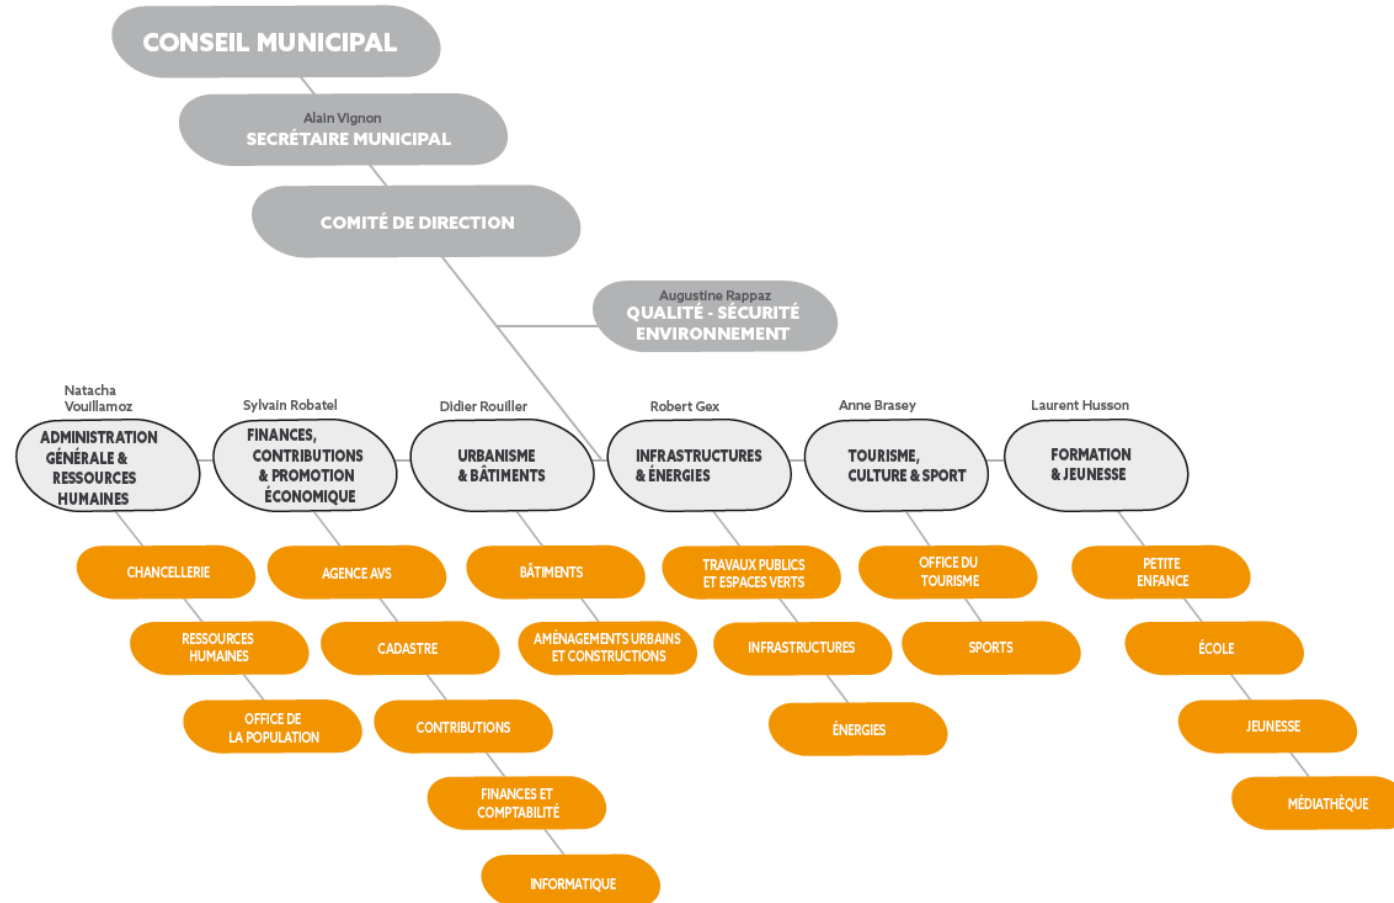 CONSEIL MUNICIPAL
Alain Vignon
SECRÉTAIRE MUNICIPAL
COMITÉ DE DIRECTION
Augustine Rappaz
QUALITÉ - SÉCURITÉ
ENVIRONNEMENT
Natacha
Vouillamoz
ADMINISTRATION
GÉNÉRALE &
RESSOURCES
HUMAINES
Sylvain Robatel
FINANCES,
CONTRIBUTIONS
& PROMOTION
ÉCONOMIQUE
Didier Rouiller
URBANISME
& BÂTIMENTS
Robert Gex
INFRASTRUCTURES
& ÉNERGIES
Anne Brasey
TOURISME,
CULTURE & SPORT
Laurent Husson
FORMATION
& JEUNESSE
CHANCELLERIE
RESSOURCES
HUMAINES
OFFICE DE
LA POPULATION
AGENCE AVS
CADASTRE
CONTRIBUTIONS
FINANCES ET
COMPTABILITÉ
INFORMATIQUE
BÂTIMENTS
AMÉNAGEMENTS URBAINS
ET CONSTRUCTIONS
TRAVAUX PUBLICS
ET ESPACES VERTS
INFRASTRUCTURES
ÉNERGIES
OFFICE DU
TOURISME
SPORTS
PETITE
ENFANCE
ÉCOLE
JEUNESSE
MÉDIATHÈQUE